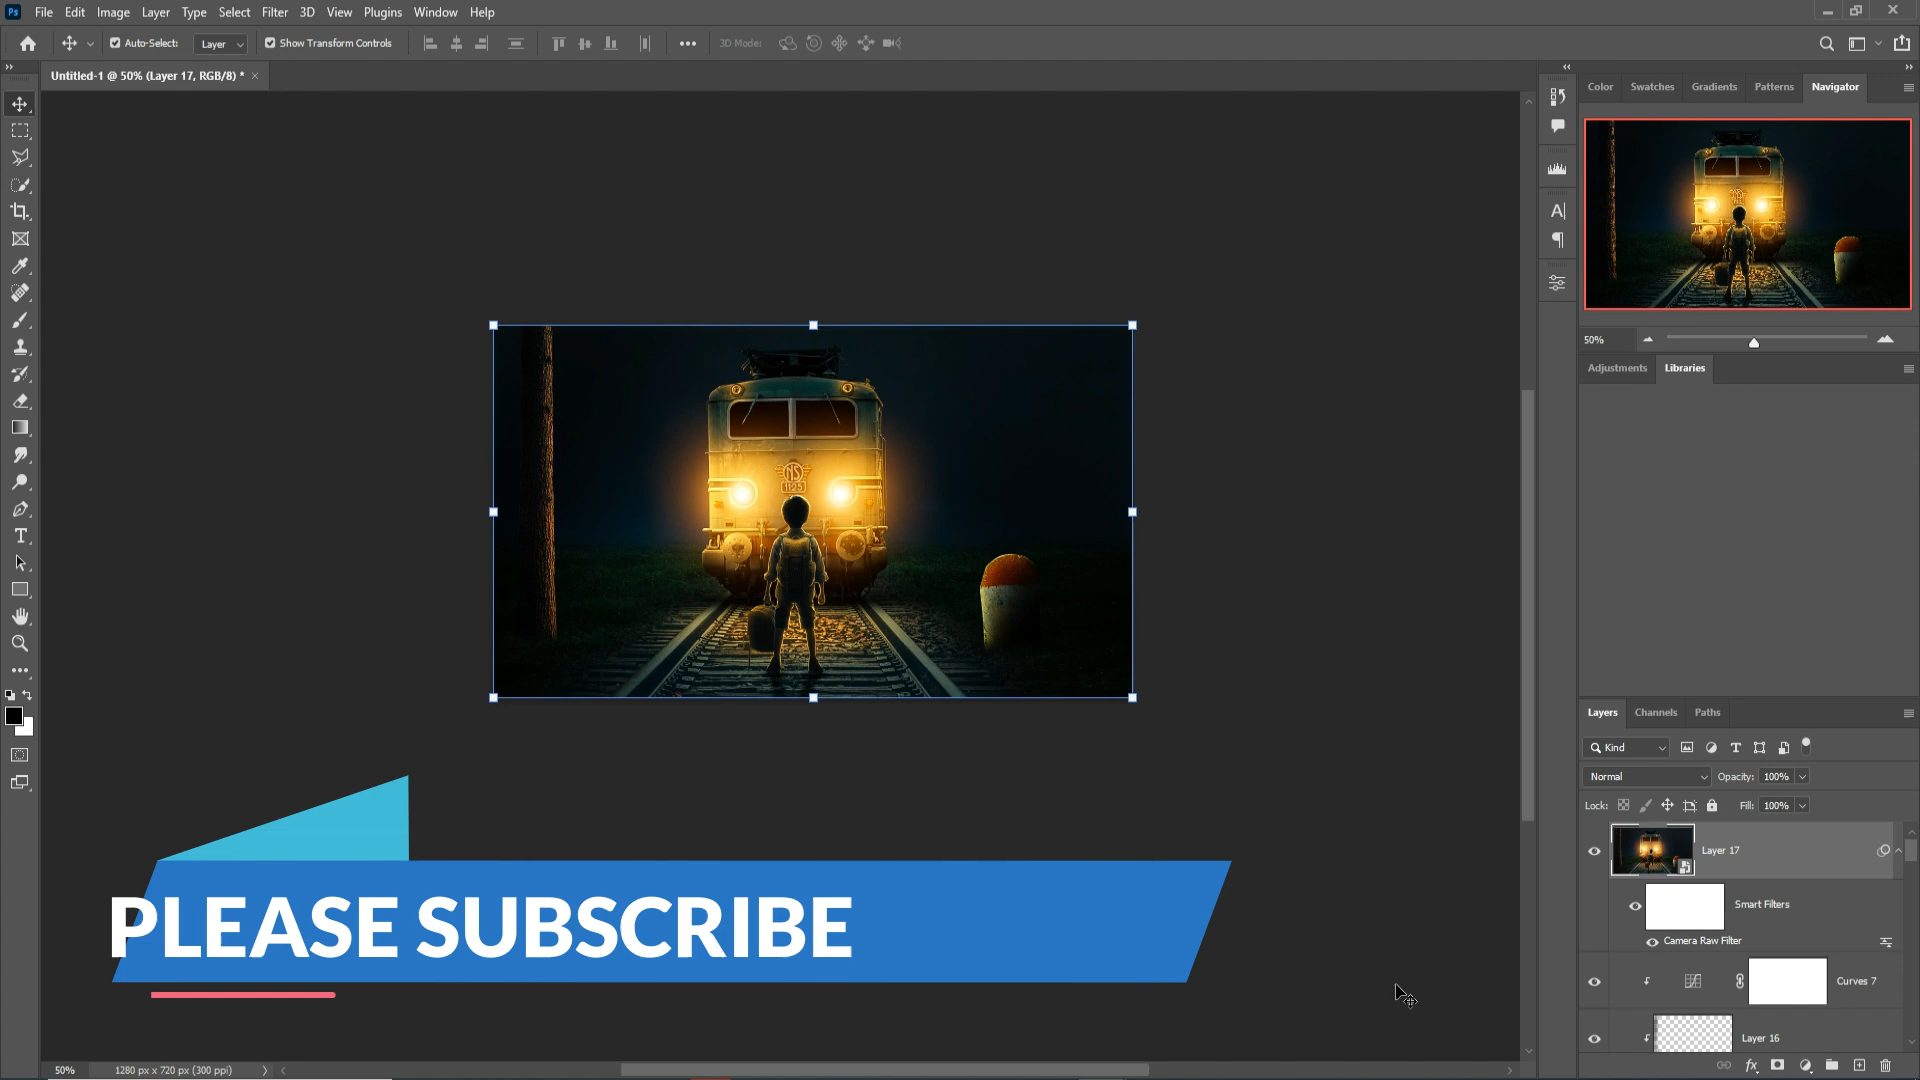 Ps File Edit Image Layer Type Select Filter 3D View Plugins Window Help
Auto-Select: Layer Show Transform Controls 3D Mode:
Untitled-1 @ 50% (Layer 17, RGB/8) *
Color Swatches Gradients Patterns Navigator
50%
Adjustments Libraries
NS
1125
Layers Channels Paths
Kind
Normal Opacity: 100%
Lock: Fill: 100%
Layer 17
Smart Filters
Camera Raw Filter
Curves 7
Layer 16
PLEASE SUBSCRIBE
50% 1280 px x 720 px (300 ppi)